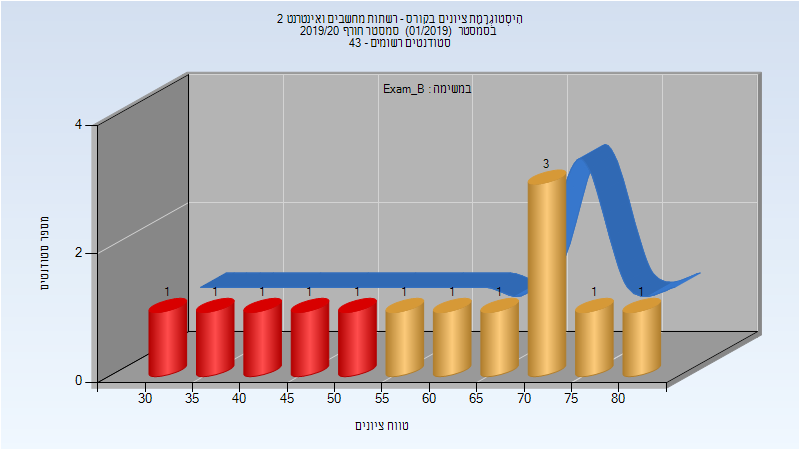 היסטוגרמת ציונים בקורס - רשתות מחשבים ואינטרנט 2
בסמסטר (01/2019) סמסטר חורף 2019/20
סטודנטים רשומים - 43
במשימה : Exam_B
מספר סטודנטים
4
2
0
1 1 1 1 1 1 1 1 3 1 1
30 35 40 45 50 55 60 65 70 75 80
טווח ציונים